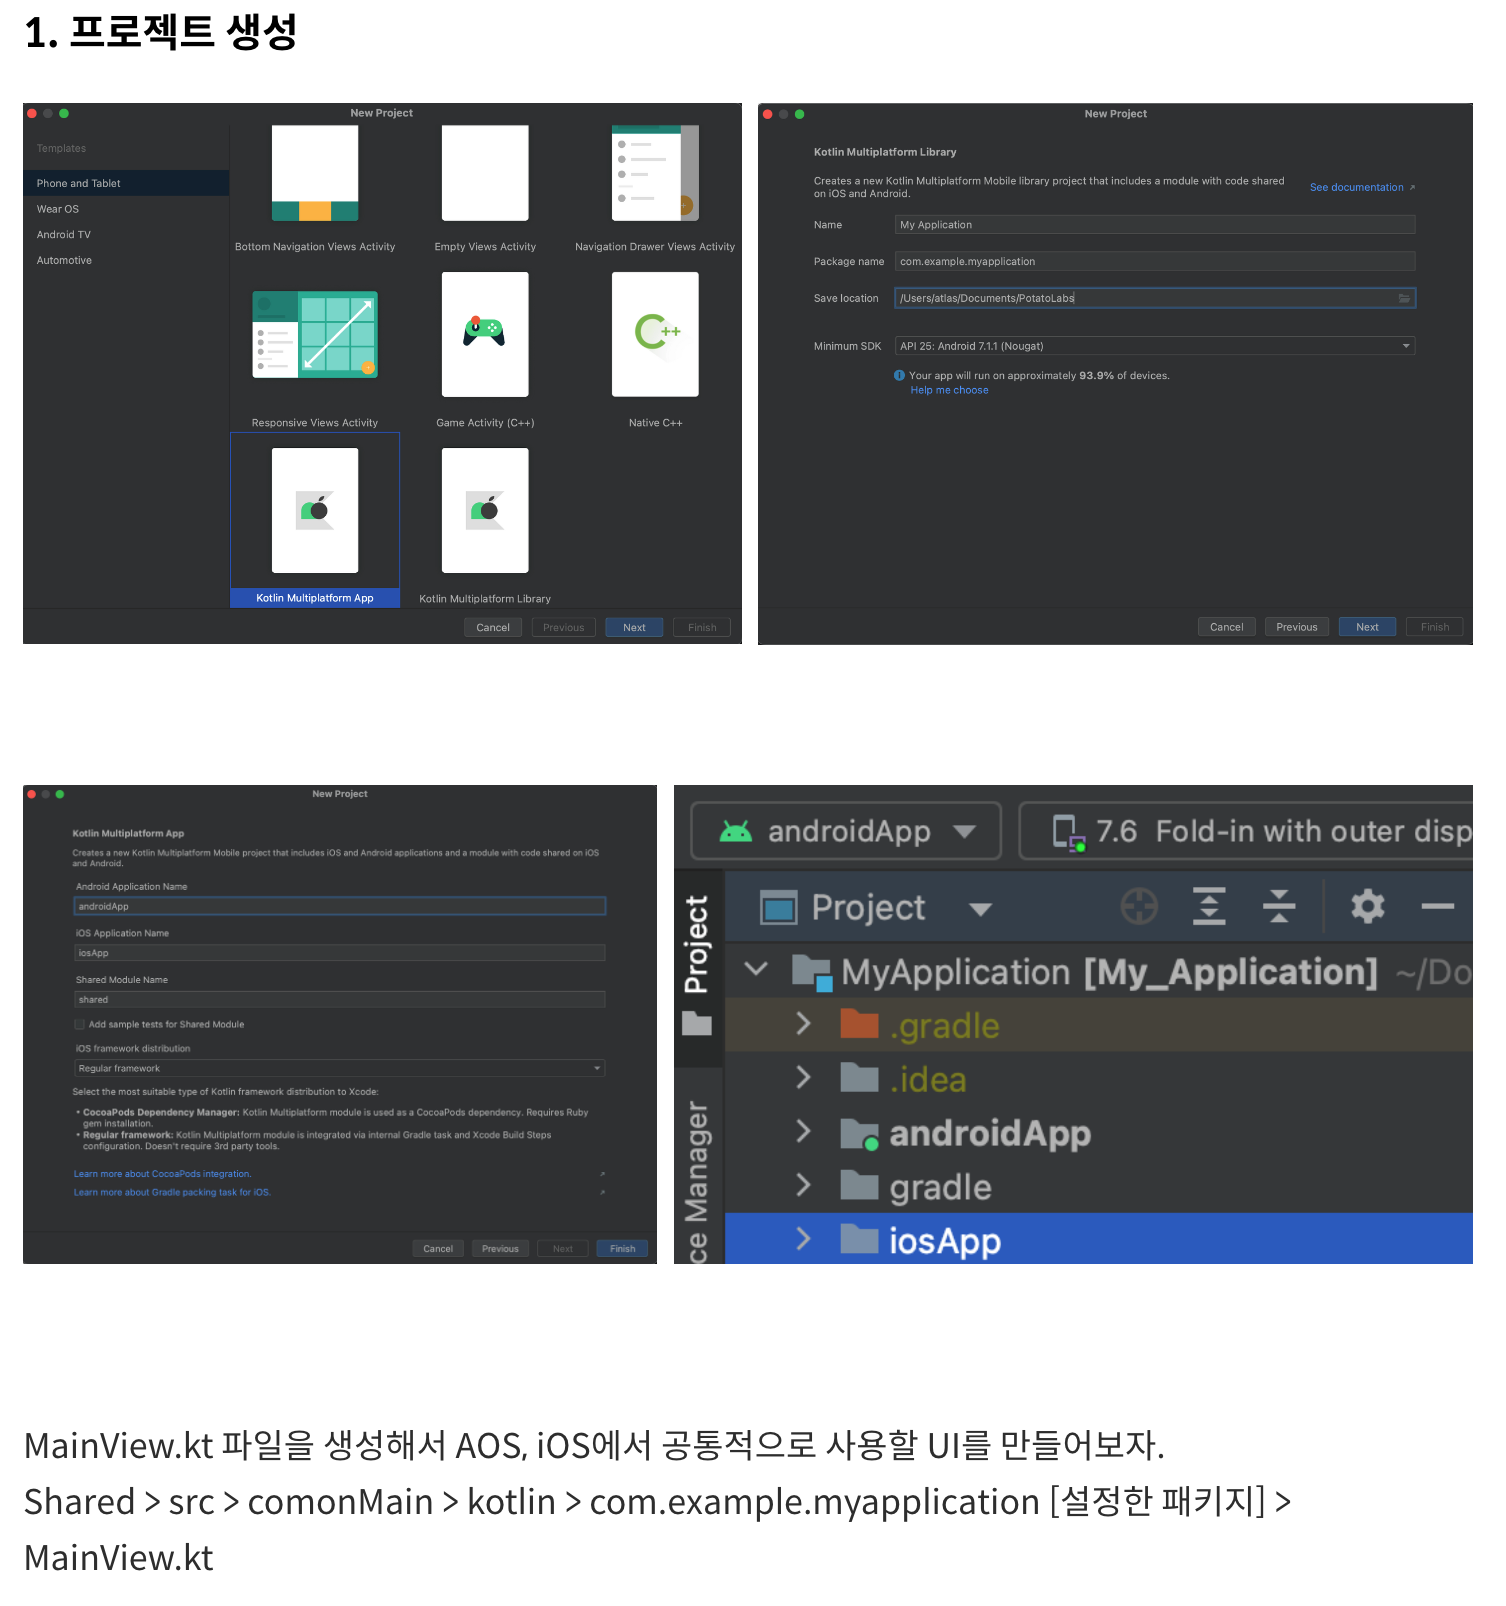 1. 프로젝트 생성
New Project
Templates
Phone and Tablet
Wear OS
Android TV
Automotive
Bottom Navigation Views Activity
Empty Views Activity
Navigation Drawer Views Activity
Responsive Views Activity
Game Activity (C++)
Native C++
Kotlin Multiplatform App
Kotlin Multiplatform Library
Cancel
Previous
Next
Finish
New Project
Kotlin Multiplatform Library
Creates a new Kotlin Multiplatform Mobile library project that includes a module with code shared
on iOS and Android.
See documentation ↗
Name My Application
Package name com.example.myapplication
Save location /Users/atlas/Documents/PotatoLabs
Minimum SDK API 25: Android 7.1.1 (Nougat)
Your app will run on approximately 93.9% of devices.
Help me choose
Cancel
Previous
Next
Finish
New Project
Kotlin Multiplatform App
Creates a new Kotlin Multiplatform Mobile project that includes iOS and Android applications and a module with code shared on iOS
and Android.
Android Application Name
androidApp
iOS Application Name
iosApp
Shared Module Name
shared
Add sample tests for Shared Module
iOS framework distribution
Regular framework
Select the most suitable type of Kotlin framework distribution to Xcode:
• CocoaPods Dependency Manager: Kotlin Multiplatform module is used as a CocoaPods dependency. Requires Ruby
gem installation.
• Regular framework: Kotlin Multiplatform module is integrated via internal Gradle task and Xcode Build Steps
configuration. Doesn't require 3rd party tools.
Learn more about CocoaPods integration. ↗
Learn more about Gradle packing task for iOS. ↗
Cancel
Previous
Next
Finish
androidApp
7.6 Fold-in with outer disp
Project
Project
MyApplication [My_Application] ~/Do
.gradle
.idea
androidApp
gradle
iosApp
ce Manager
MainView.kt 파일을 생성해서 AOS, iOS에서 공통적으로 사용할 UI를 만들어보자.
Shared > src > comonMain > kotlin > com.example.myapplication [설정한 패키지] >
MainView.kt